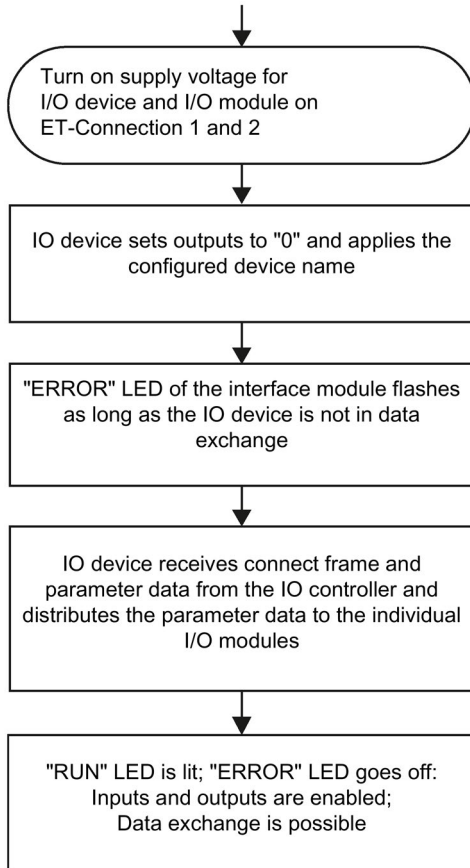 Turn on supply voltage for
I/O device and I/O module on
ET-Connection 1 and 2
IO device sets outputs to "0" and applies the
configured device name
"ERROR" LED of the interface module flashes
as long as the IO device is not in data
exchange
IO device receives connect frame and
parameter data from the IO controller and
distributes the parameter data to the individual
I/O modules
"RUN" LED is lit; "ERROR" LED goes off:
Inputs and outputs are enabled;
Data exchange is possible